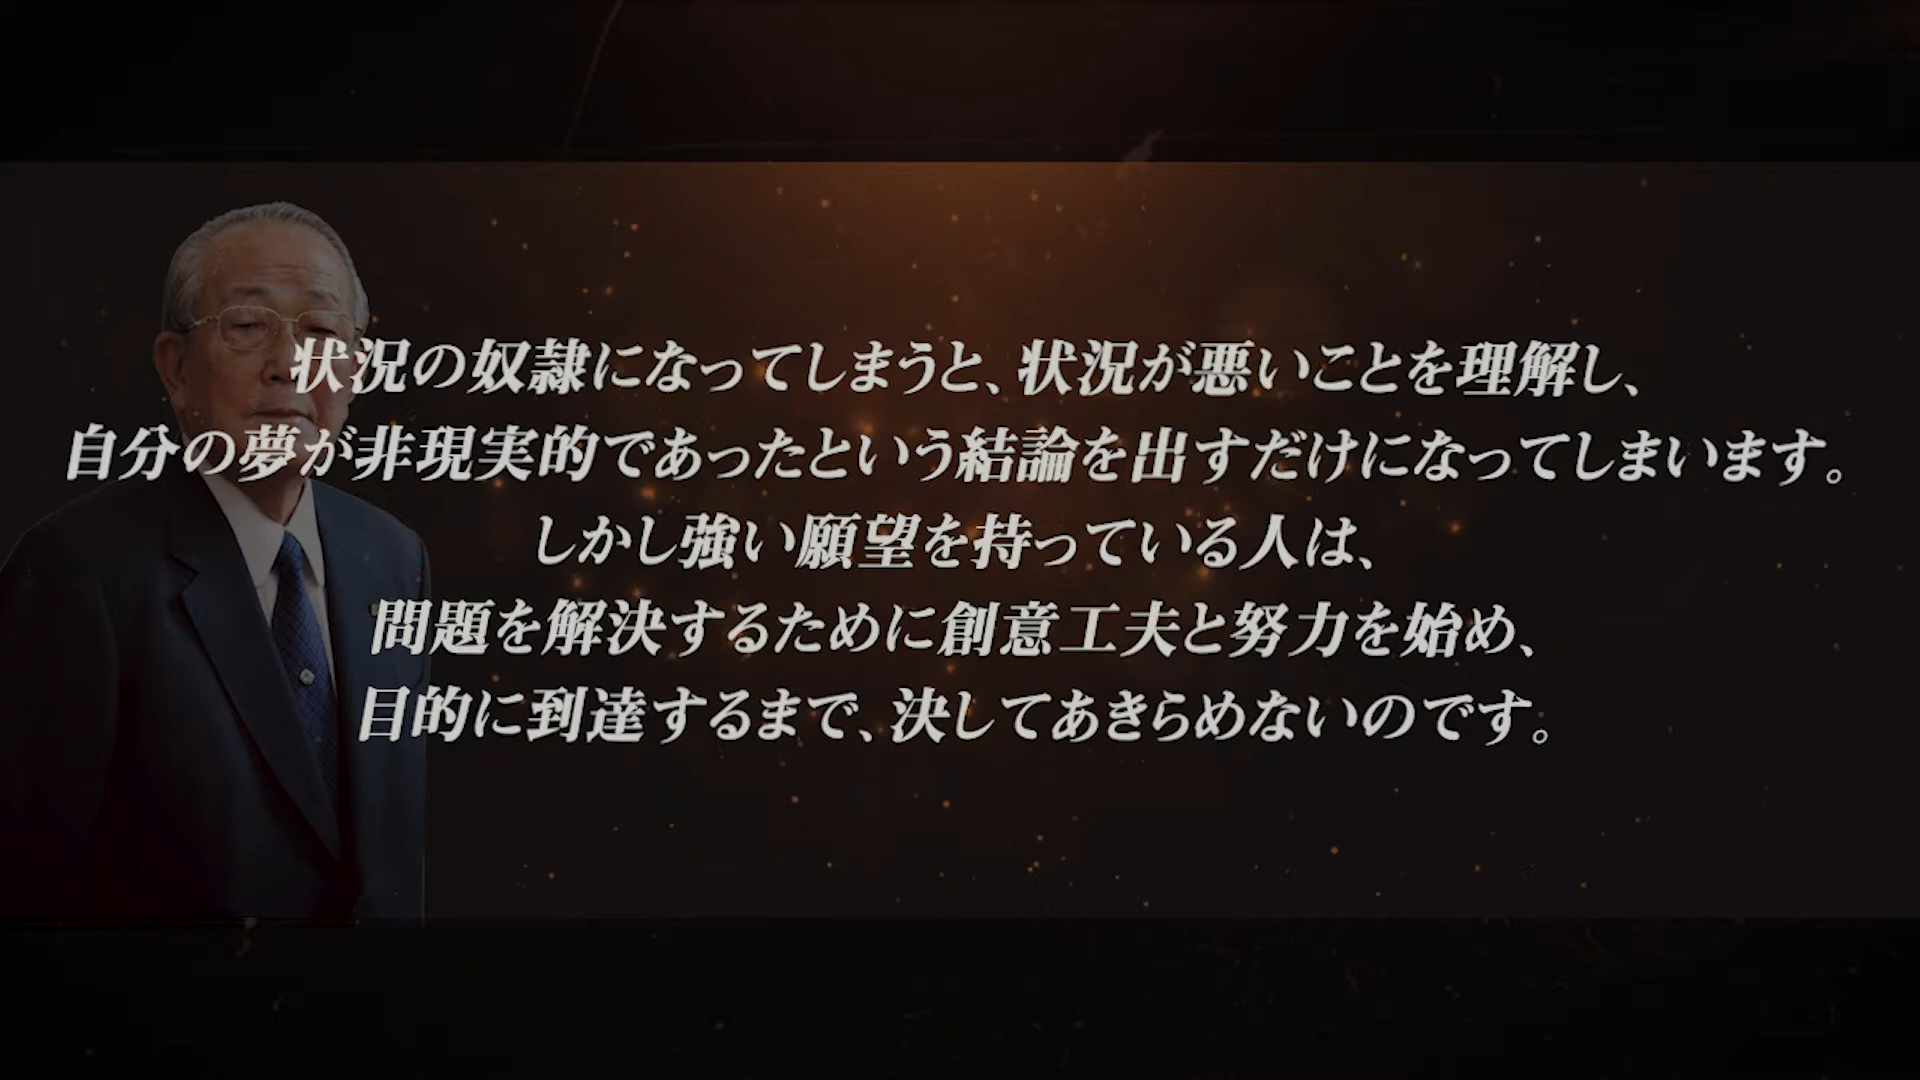 状況の奴隷になってしまうと、状況が悪いことを理解し、
自分の夢が非現実的であったという結論を出すだけになってしまいます。
しかし強い願望を持っている人は、
問題を解決するために創意工夫と努力を始め、
目的に到達するまで、決してあきらめないのです。